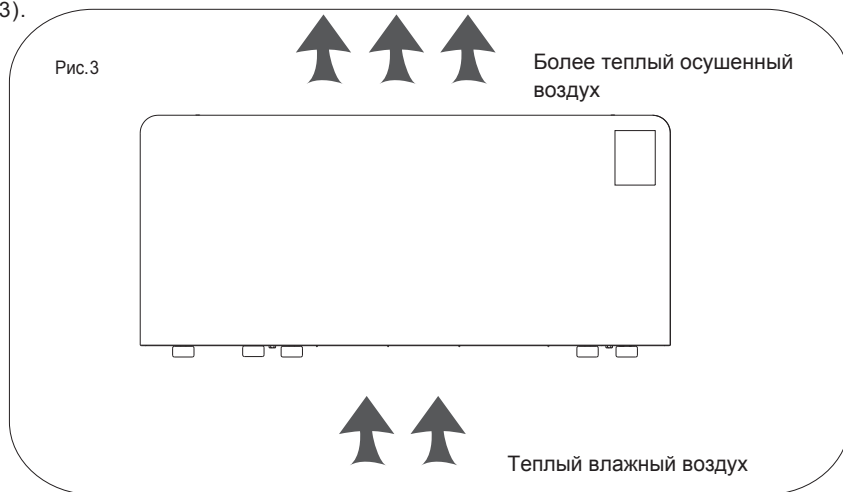 3).
Рис.3
Более теплый осушенный
воздух
Теплый влажный воздух